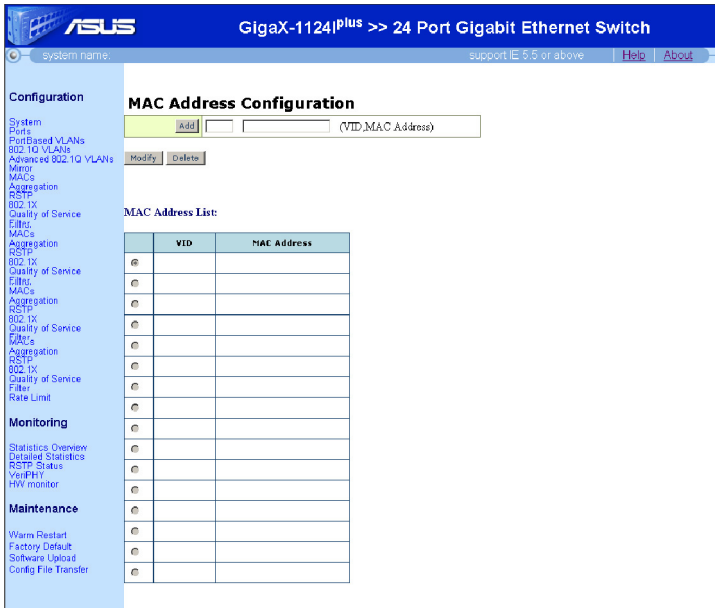 ASUS
GigaX-1124iplus >> 24 Port Gigabit Ethernet Switch
system name:
support IE 5.5 or above
Help
About
Configuration
System
Ports
PortBased VLANs
802.1Q VLANs
Advanced 802.1Q VLANs
Mirror
MACs
Aggregation
RSTP
802.1X
Quality of Service
Filter
MACs
Aggregation
RSTP
802.1X
Quality of Service
Filter
MACs
Aggregation
RSTP
802.1X
Quality of Service
Filter
MACs
Aggregation
RSTP
802.1X
Quality of Service
Filter
Rate Limit
Monitoring
Statistics Overview
Detailed Statistics
RSTP Status
VeriPHY
HW monitor
Maintenance
Warm Restart
Factory Default
Software Upload
Config File Transfer
MAC Address Configuration
Add (VID,MAC Address)
Modify Delete
MAC Address List:
VID MAC Address